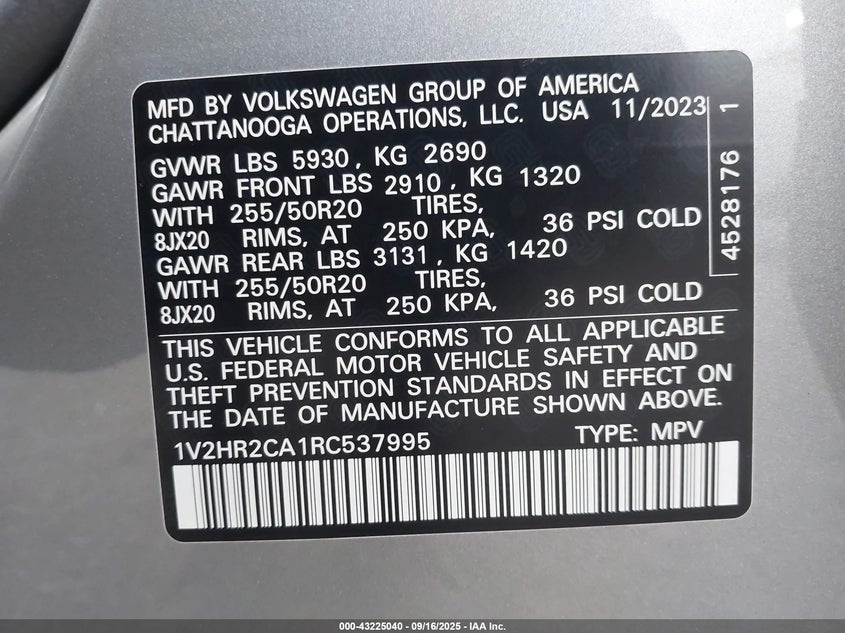 MFD BY VOLKSWAGEN GROUP OF AMERICA
CHATTANOOGA OPERATIONS, LLC. USA 11/2023
GVWR LBS 5930, KG 2690
GAWR FRONT LBS 2910, KG 1320
WITH 255/50R20 TIRES,
8JX20 RIMS, AT 250 KPA, 36 PSI COLD
GAWR REAR LBS 3131, KG 1420
WITH 255/50R20 TIRES,
8JX20 RIMS, AT 250 KPA, 36 PSI COLD
4528176 1
THIS VEHICLE CONFORMS TO ALL APPLICABLE
U.S. FEDERAL MOTOR VEHICLE SAFETY AND
THEFT PREVENTION STANDARDS IN EFFECT ON
THE DATE OF MANUFACTURE SHOWN ABOVE.
1V2HR2CA1RC537995 TYPE: MPV
000-43225040 - 09/16/2025 - IAA Inc.